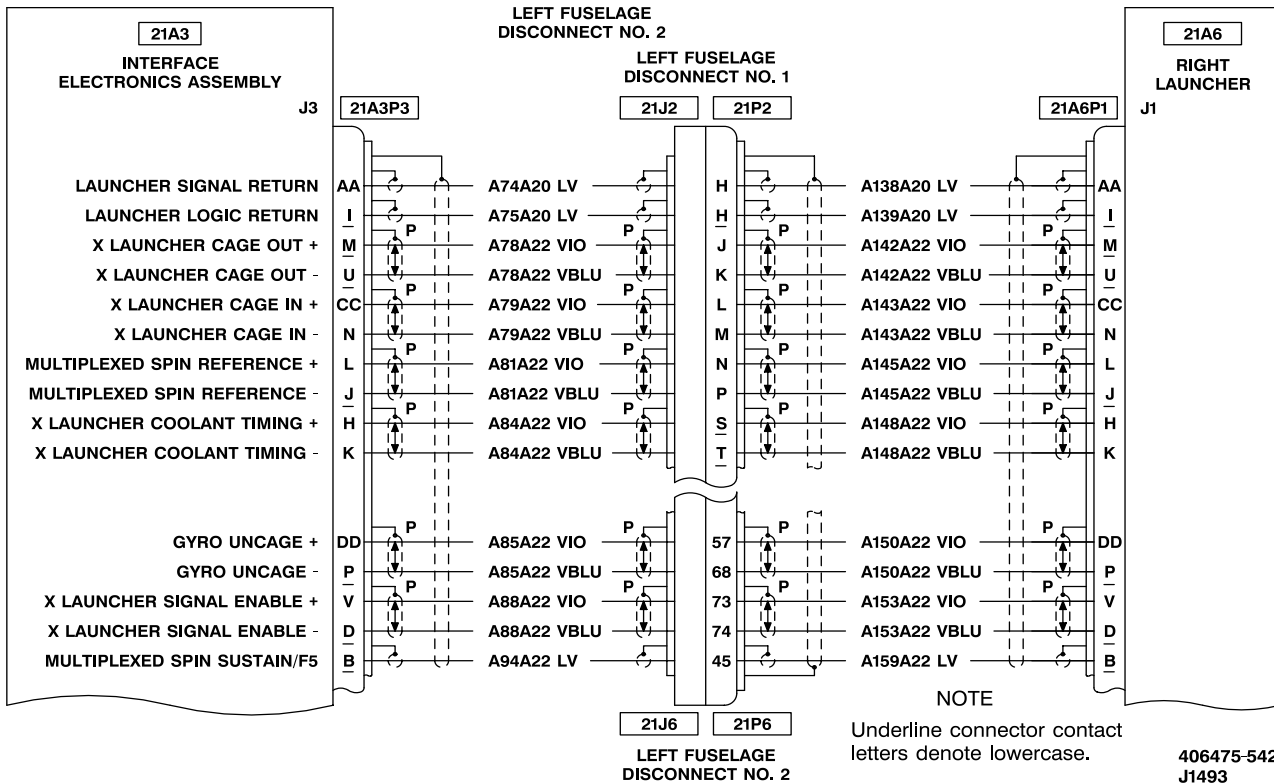 LEFT FUSELAGE
DISCONNECT NO. 2
21A3
INTERFACE
ELECTRONICS ASSEMBLY
LEFT FUSELAGE
DISCONNECT NO. 1
21A6
RIGHT
LAUNCHER
J3 21A3P3 21J2 21P2 21A6P1 J1
LAUNCHER SIGNAL RETURN AA A74A20 LV H A138A20 LV AA
LAUNCHER LOGIC RETURN I A75A20 LV H A139A20 LV I
P P P P
X LAUNCHER CAGE OUT + M A78A22 VIO J A142A22 VIO M
X LAUNCHER CAGE OUT - U A78A22 VBLU K A142A22 VBLU U
P P P P
X LAUNCHER CAGE IN + CC A79A22 VIO L A143A22 VIO CC
X LAUNCHER CAGE IN - N A79A22 VBLU M A143A22 VBLU N
P P P P
MULTIPLEXED SPIN REFERENCE + L A81A22 VIO N A145A22 VIO L
MULTIPLEXED SPIN REFERENCE - J A81A22 VBLU P A145A22 VBLU J
P P P P
X LAUNCHER COOLANT TIMING + H A84A22 VIO S A148A22 VIO H
X LAUNCHER COOLANT TIMING - K A84A22 VBLU T A148A22 VBLU K
P P P P
GYRO UNCAGE + DD A85A22 VIO 57 A150A22 VIO DD
GYRO UNCAGE - P A85A22 VBLU 68 A150A22 VBLU P
P P P P
X LAUNCHER SIGNAL ENABLE + V A88A22 VIO 73 A153A22 VIO V
X LAUNCHER SIGNAL ENABLE - D A88A22 VBLU 74 A153A22 VBLU D
MULTIPLEXED SPIN SUSTAIN/F5 B A94A22 LV 45 A159A22 LV B
21J6 21P6
LEFT FUSELAGE
DISCONNECT NO. 2
NOTE
Underline connector contact
letters denote lowercase.
406475-542
J1493